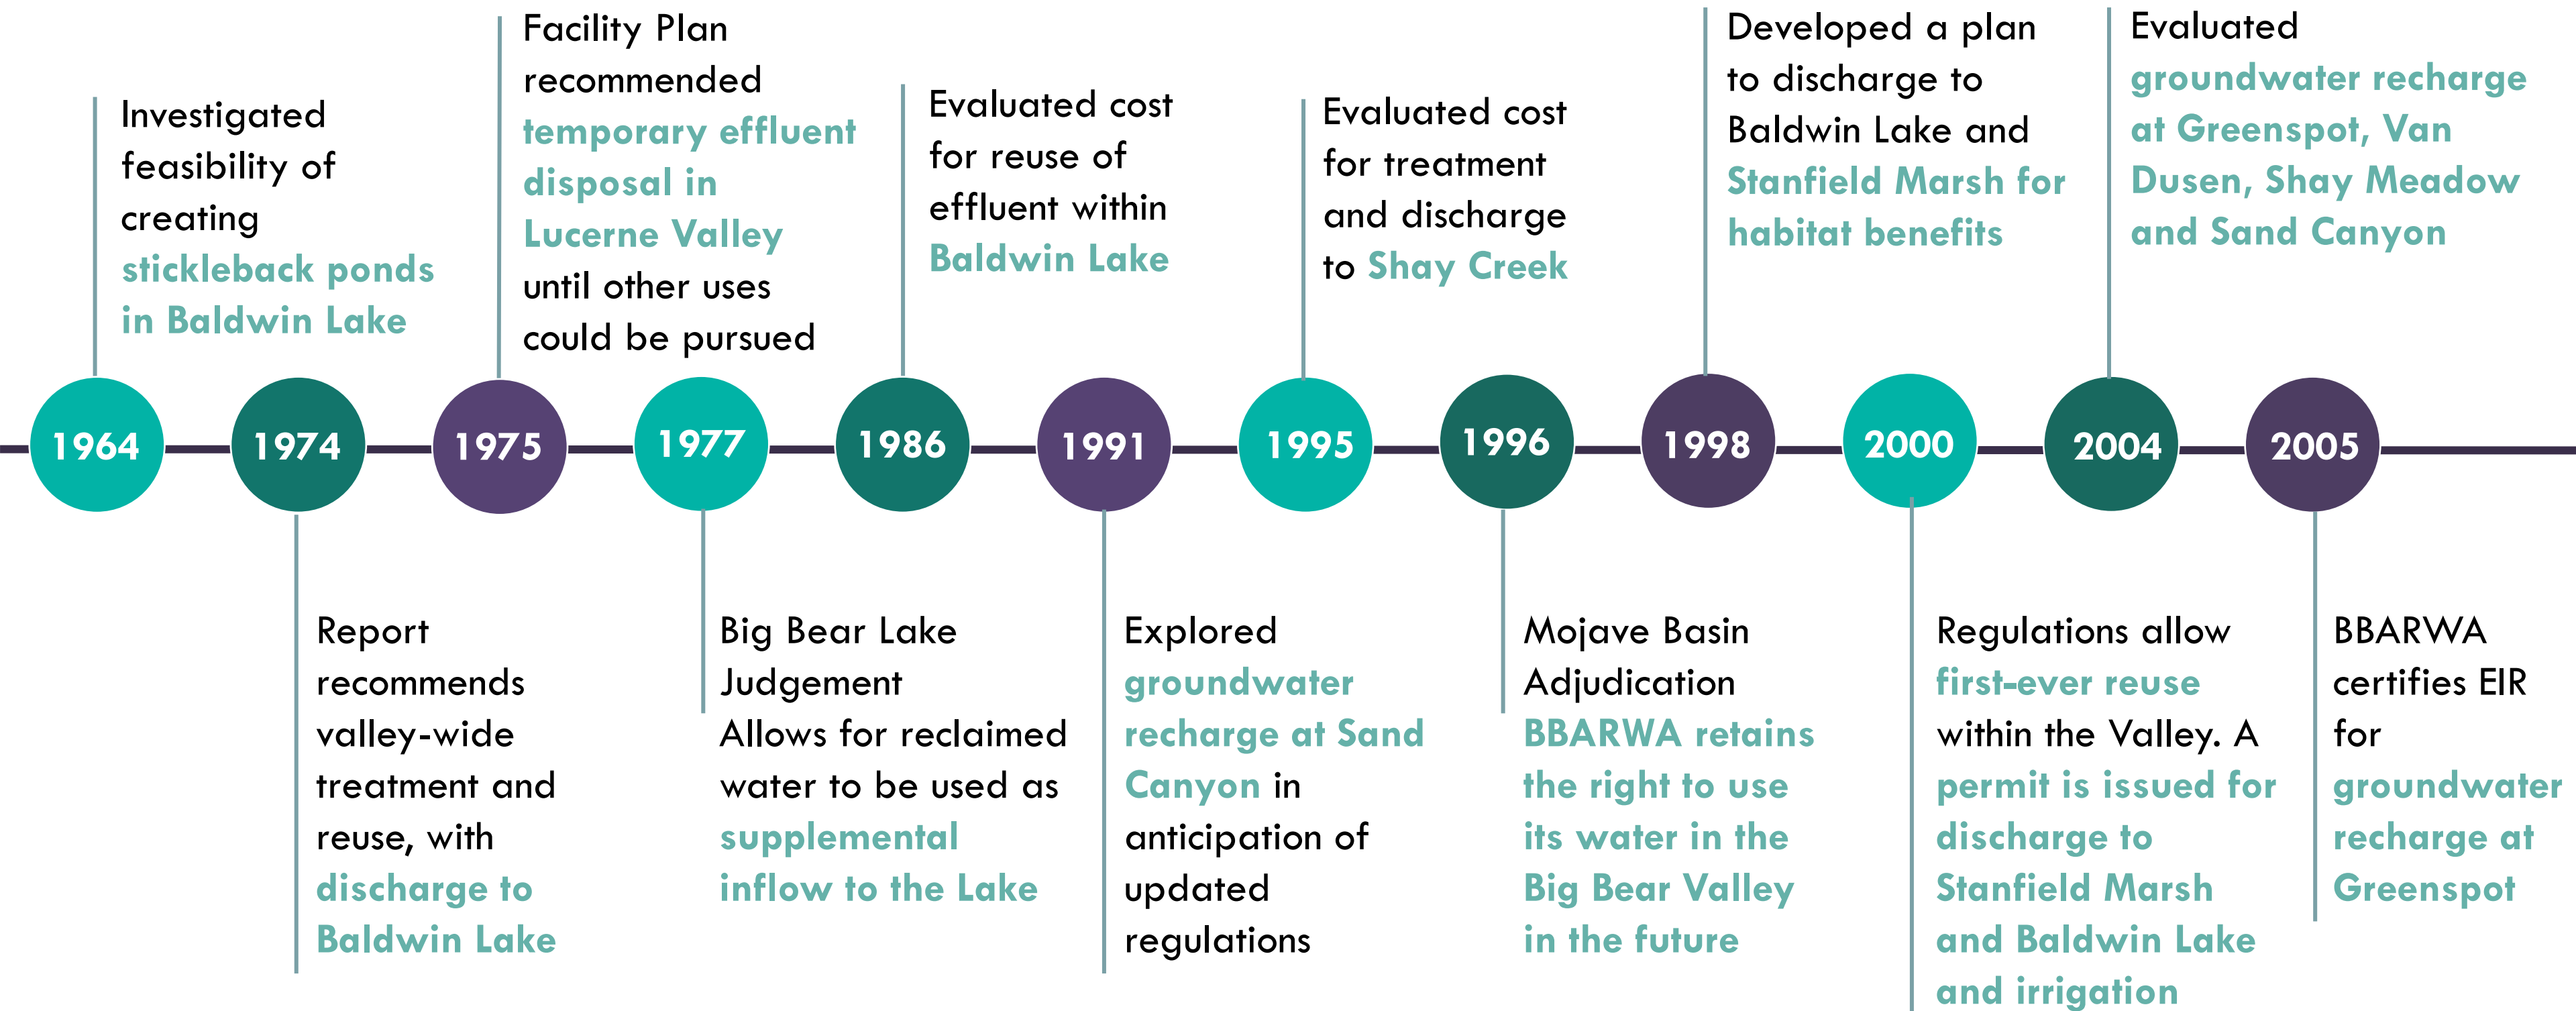 Investigated
feasibility of
creating
stickleback ponds
in Baldwin Lake
Facility Plan
recommended
temporary effluent
disposal in
Lucerne Valley
until other uses
could be pursued
Evaluated cost
for reuse of
effluent within
Baldwin Lake
Evaluated cost
for treatment
and discharge
to Shay Creek
Developed a plan
to discharge to
Baldwin Lake and
Stanfield Marsh for
habitat benefits
Evaluated
groundwater recharge
at Greenspot, Van
Dusen, Shay Meadow
and Sand Canyon
1964
1974
1975
1977
1986
1991
1995
1996
1998
2000
2004
2005
Report
recommends
valley-wide
treatment and
reuse, with
discharge to
Baldwin Lake
Big Bear Lake
Judgement
Allows for reclaimed
water to be used as
supplemental
inflow to the Lake
Explored
groundwater
recharge at Sand
Canyon in
anticipation of
updated
regulations
Mojave Basin
Adjudication
BBARWA retains
the right to use
its water in the
Big Bear Valley
in the future
Regulations allow
first-ever reuse
within the Valley. A
permit is issued for
discharge to
Stanfield Marsh
and Baldwin Lake
and irrigation
BBARWA
certifies EIR
for
groundwater
recharge at
Greenspot